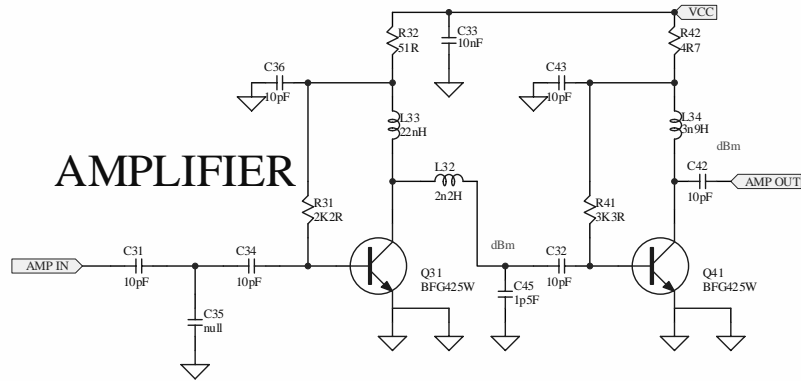 VCC
R32
51R
C33
10nF
R42
4R7
C36
10pF
C43
10pF
L33
22nH
L34
3n9H
dBm
AMPLIFIER
L32
2n2H
C42
10pF
AMP OUT
R31
2K2R
R41
3K3R
AMP IN
C31
10pF
C34
10pF
dBm
C32
10pF
Q31
BFG425W
Q41
BFG425W
C45
1p5F
C35
null